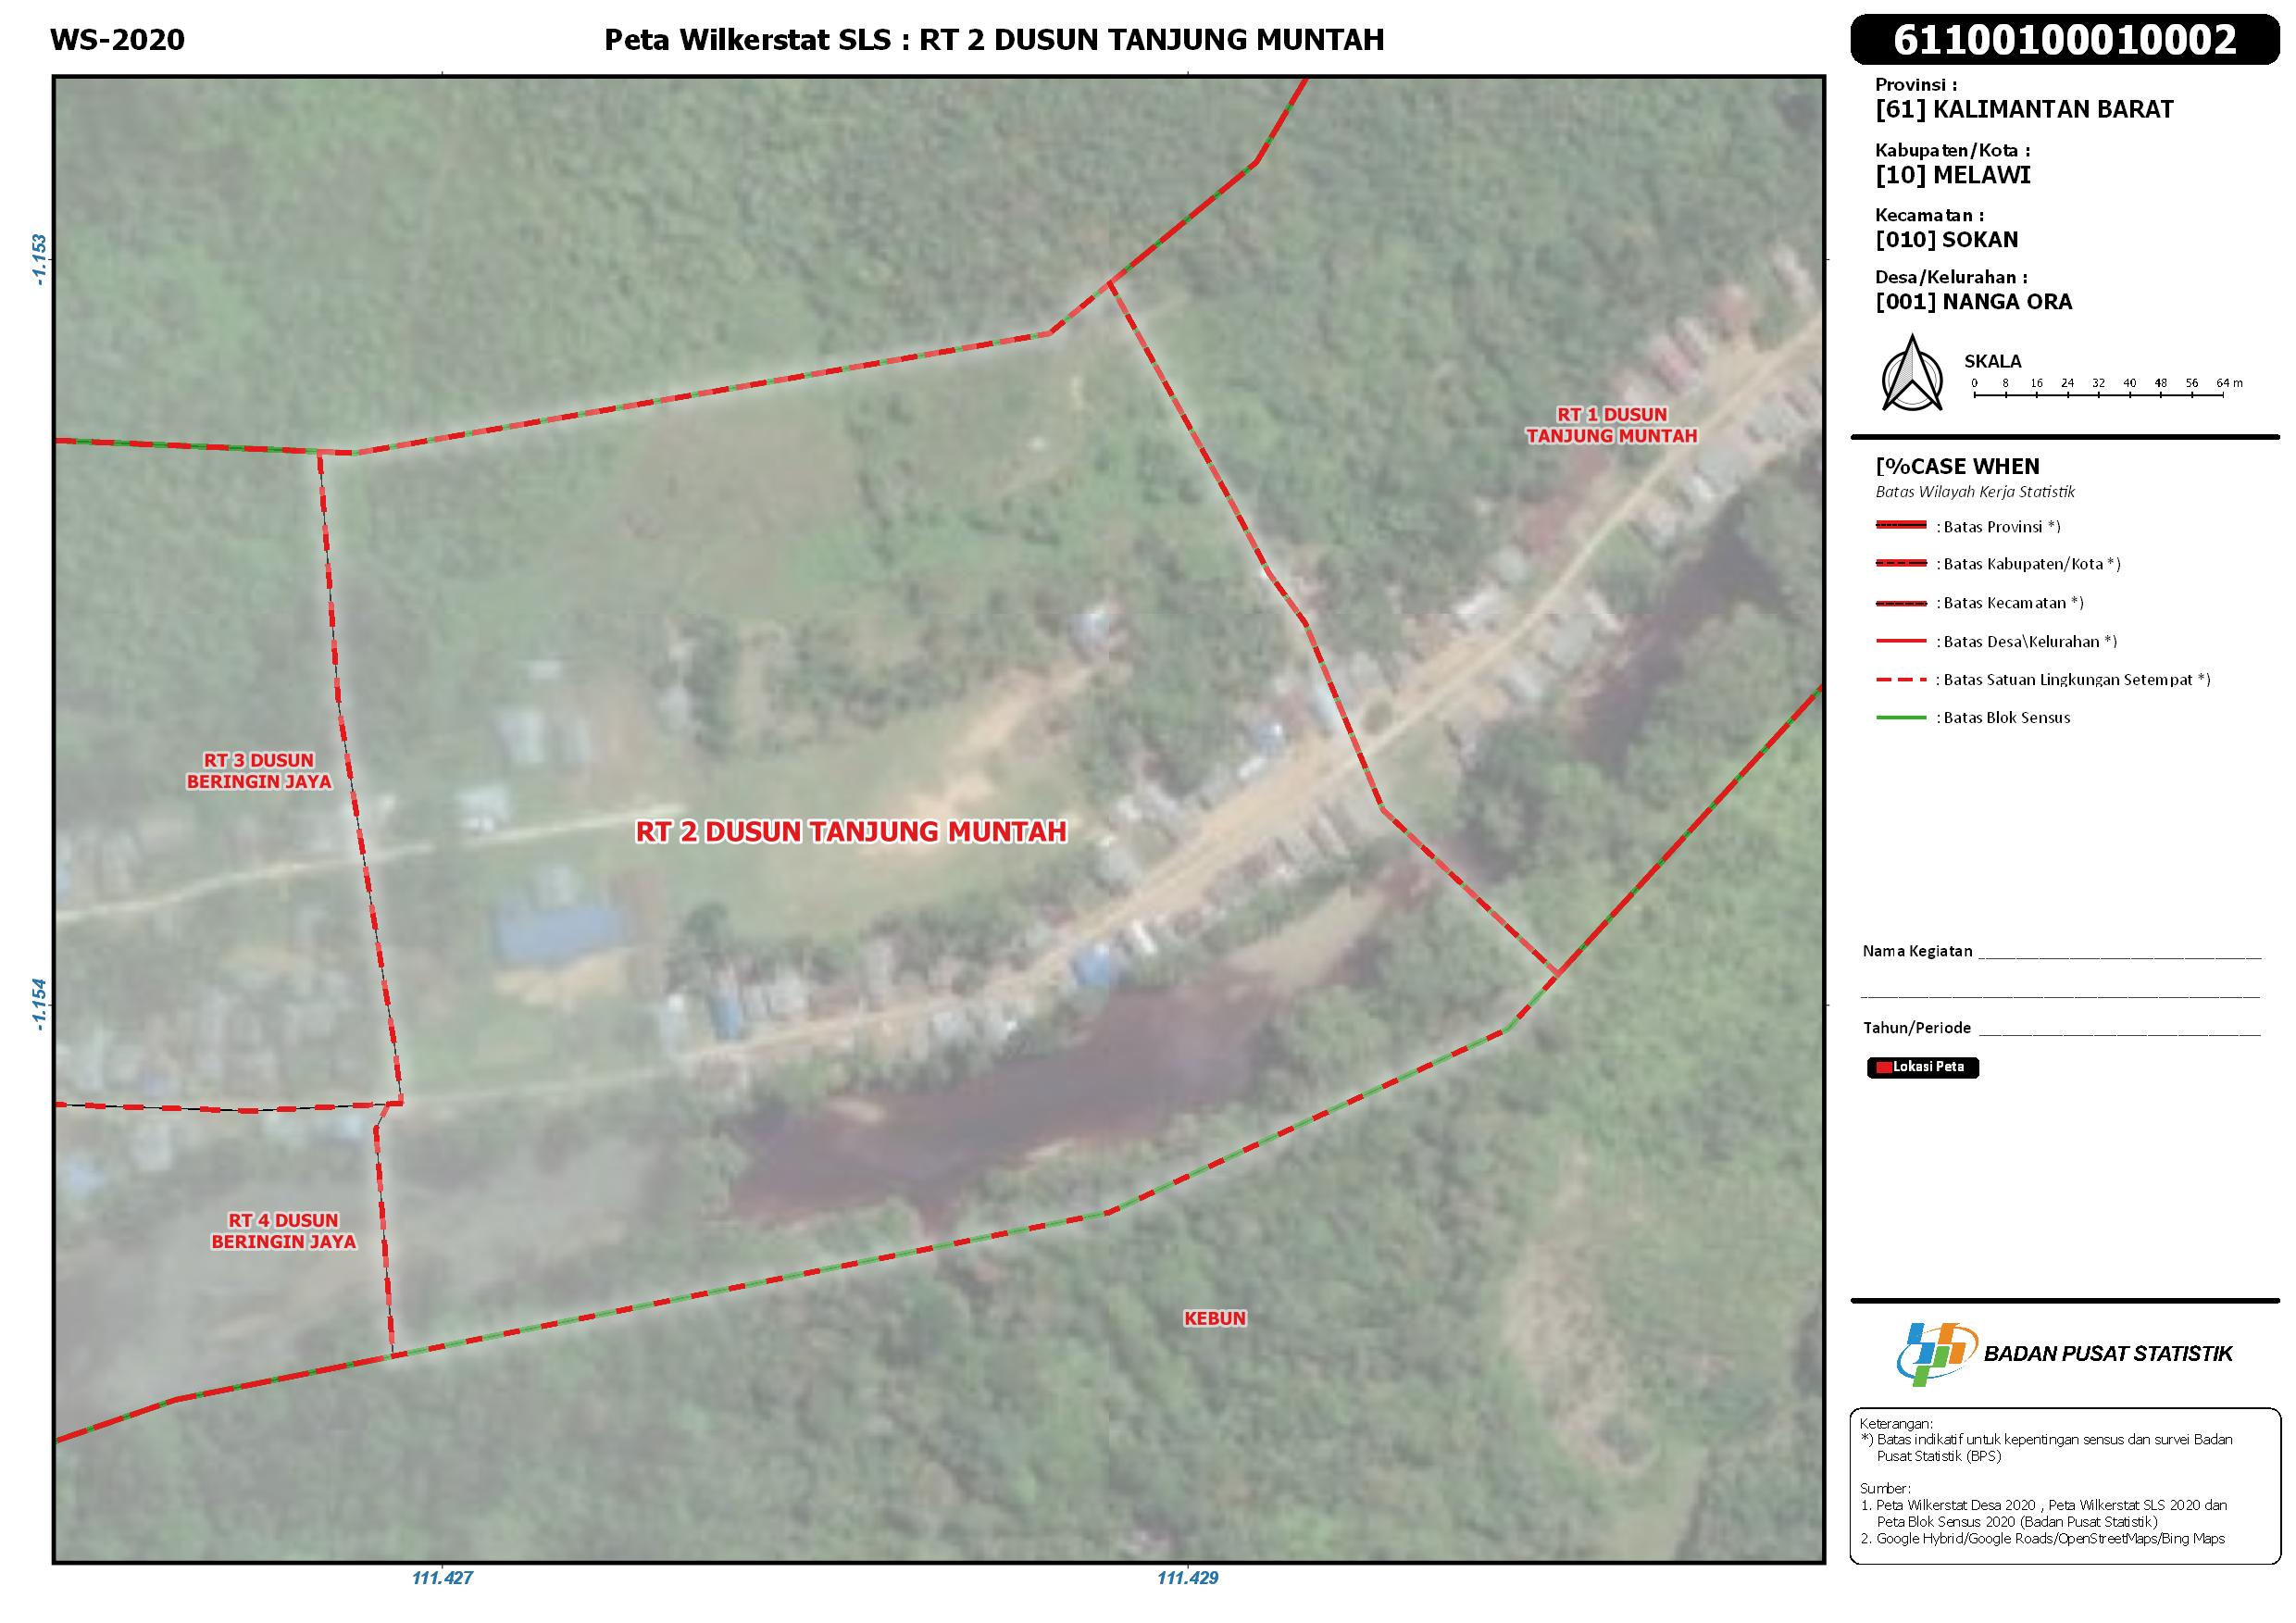 WS-2020
Peta Wilkerstat SLS : RT 2 DUSUN TANJUNG MUNTAH
61100100010002
Provinsi :
[61] KALIMANTAN BARAT
Kabupaten/Kota :
[10] MELAWI
Kecamatan :
[010] SOKAN
Desa/Kelurahan :
[001] NANGA ORA
SKALA
0 8 16 24 32 40 48 56 64 m
[%CASE WHEN
Batas Wilayah Kerja Statistik
: Batas Provinsi *)
: Batas Kabupaten/Kota *)
: Batas Kecamatan *)
: Batas Desa\Kelurahan *)
: Batas Satuan Lingkungan Setempat *)
: Batas Blok Sensus
Nama Kegiatan
Tahun/Periode
Lokasi Peta
BADAN PUSAT STATISTIK
Keterangan:
*) Batas indikatif untuk kepentingan sensus dan survei Badan
Pusat Statistik (BPS)
Sumber:
1. Peta Wilkerstat Desa 2020 , Peta Wilkerstat SLS 2020 dan
Peta Blok Sensus 2020 (Badan Pusat Statistik)
2. Google Hybrid/Google Roads/OpenStreetMaps/Bing Maps
-1.153
-1.154
RT 1 DUSUN
TANJUNG MUNTAH
RT 3 DUSUN
BERINGIN JAYA
RT 2 DUSUN TANJUNG MUNTAH
RT 4 DUSUN
BERINGIN JAYA
KEBUN
111.427
111.429